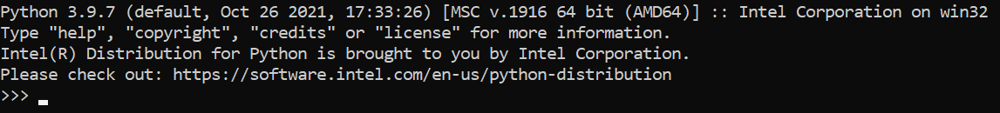 Python 3.9.7 (default, Oct 26 2021, 17:33:26) [MSC v.1916 64 bit (AMD64)] :: Intel Corporation on win32
Type "help", "copyright", "credits" or "license" for more information.
Intel(R) Distribution for Python is brought to you by Intel Corporation.
Please check out: https://software.intel.com/en-us/python-distribution
>>>